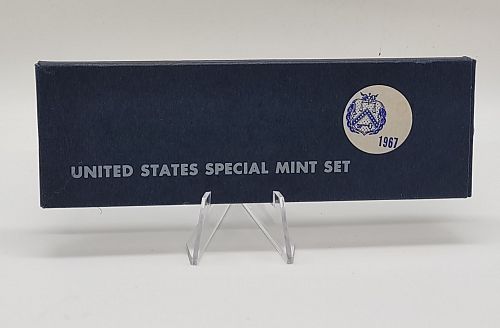 1967
UNITED STATES SPECIAL MINT SET